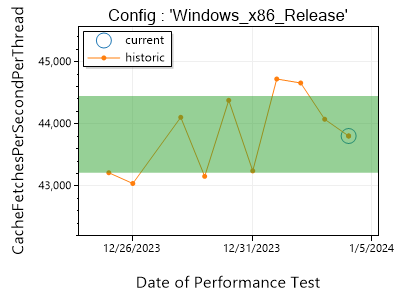 Config : 'Windows_x86_Release'
current
historic
CacheFetchesPerSecondPerThread
45,000
44,000
43,000
12/26/2023
12/31/2023
1/5/2024
Date of Performance Test